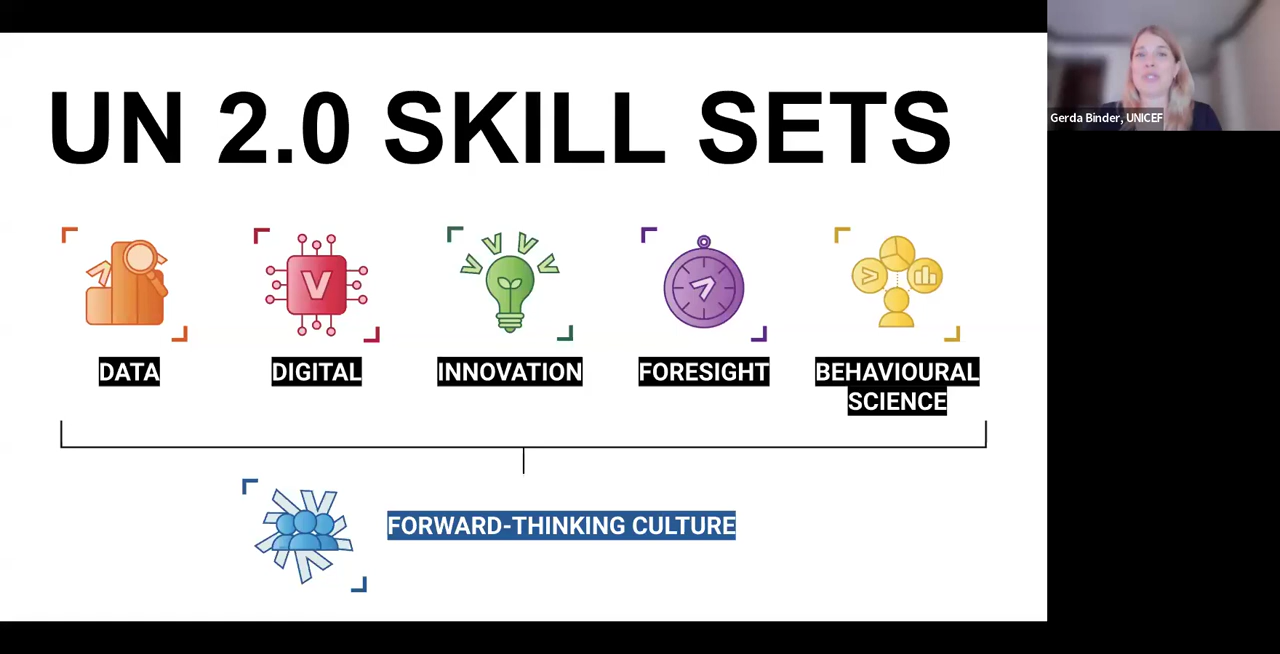 UN 2.0 SKILL SETS
Gerda Binder, UNICEF
DATA
DIGITAL
INNOVATION
FORESIGHT
BEHAVIOURAL
SCIENCE
FORWARD-THINKING CULTURE